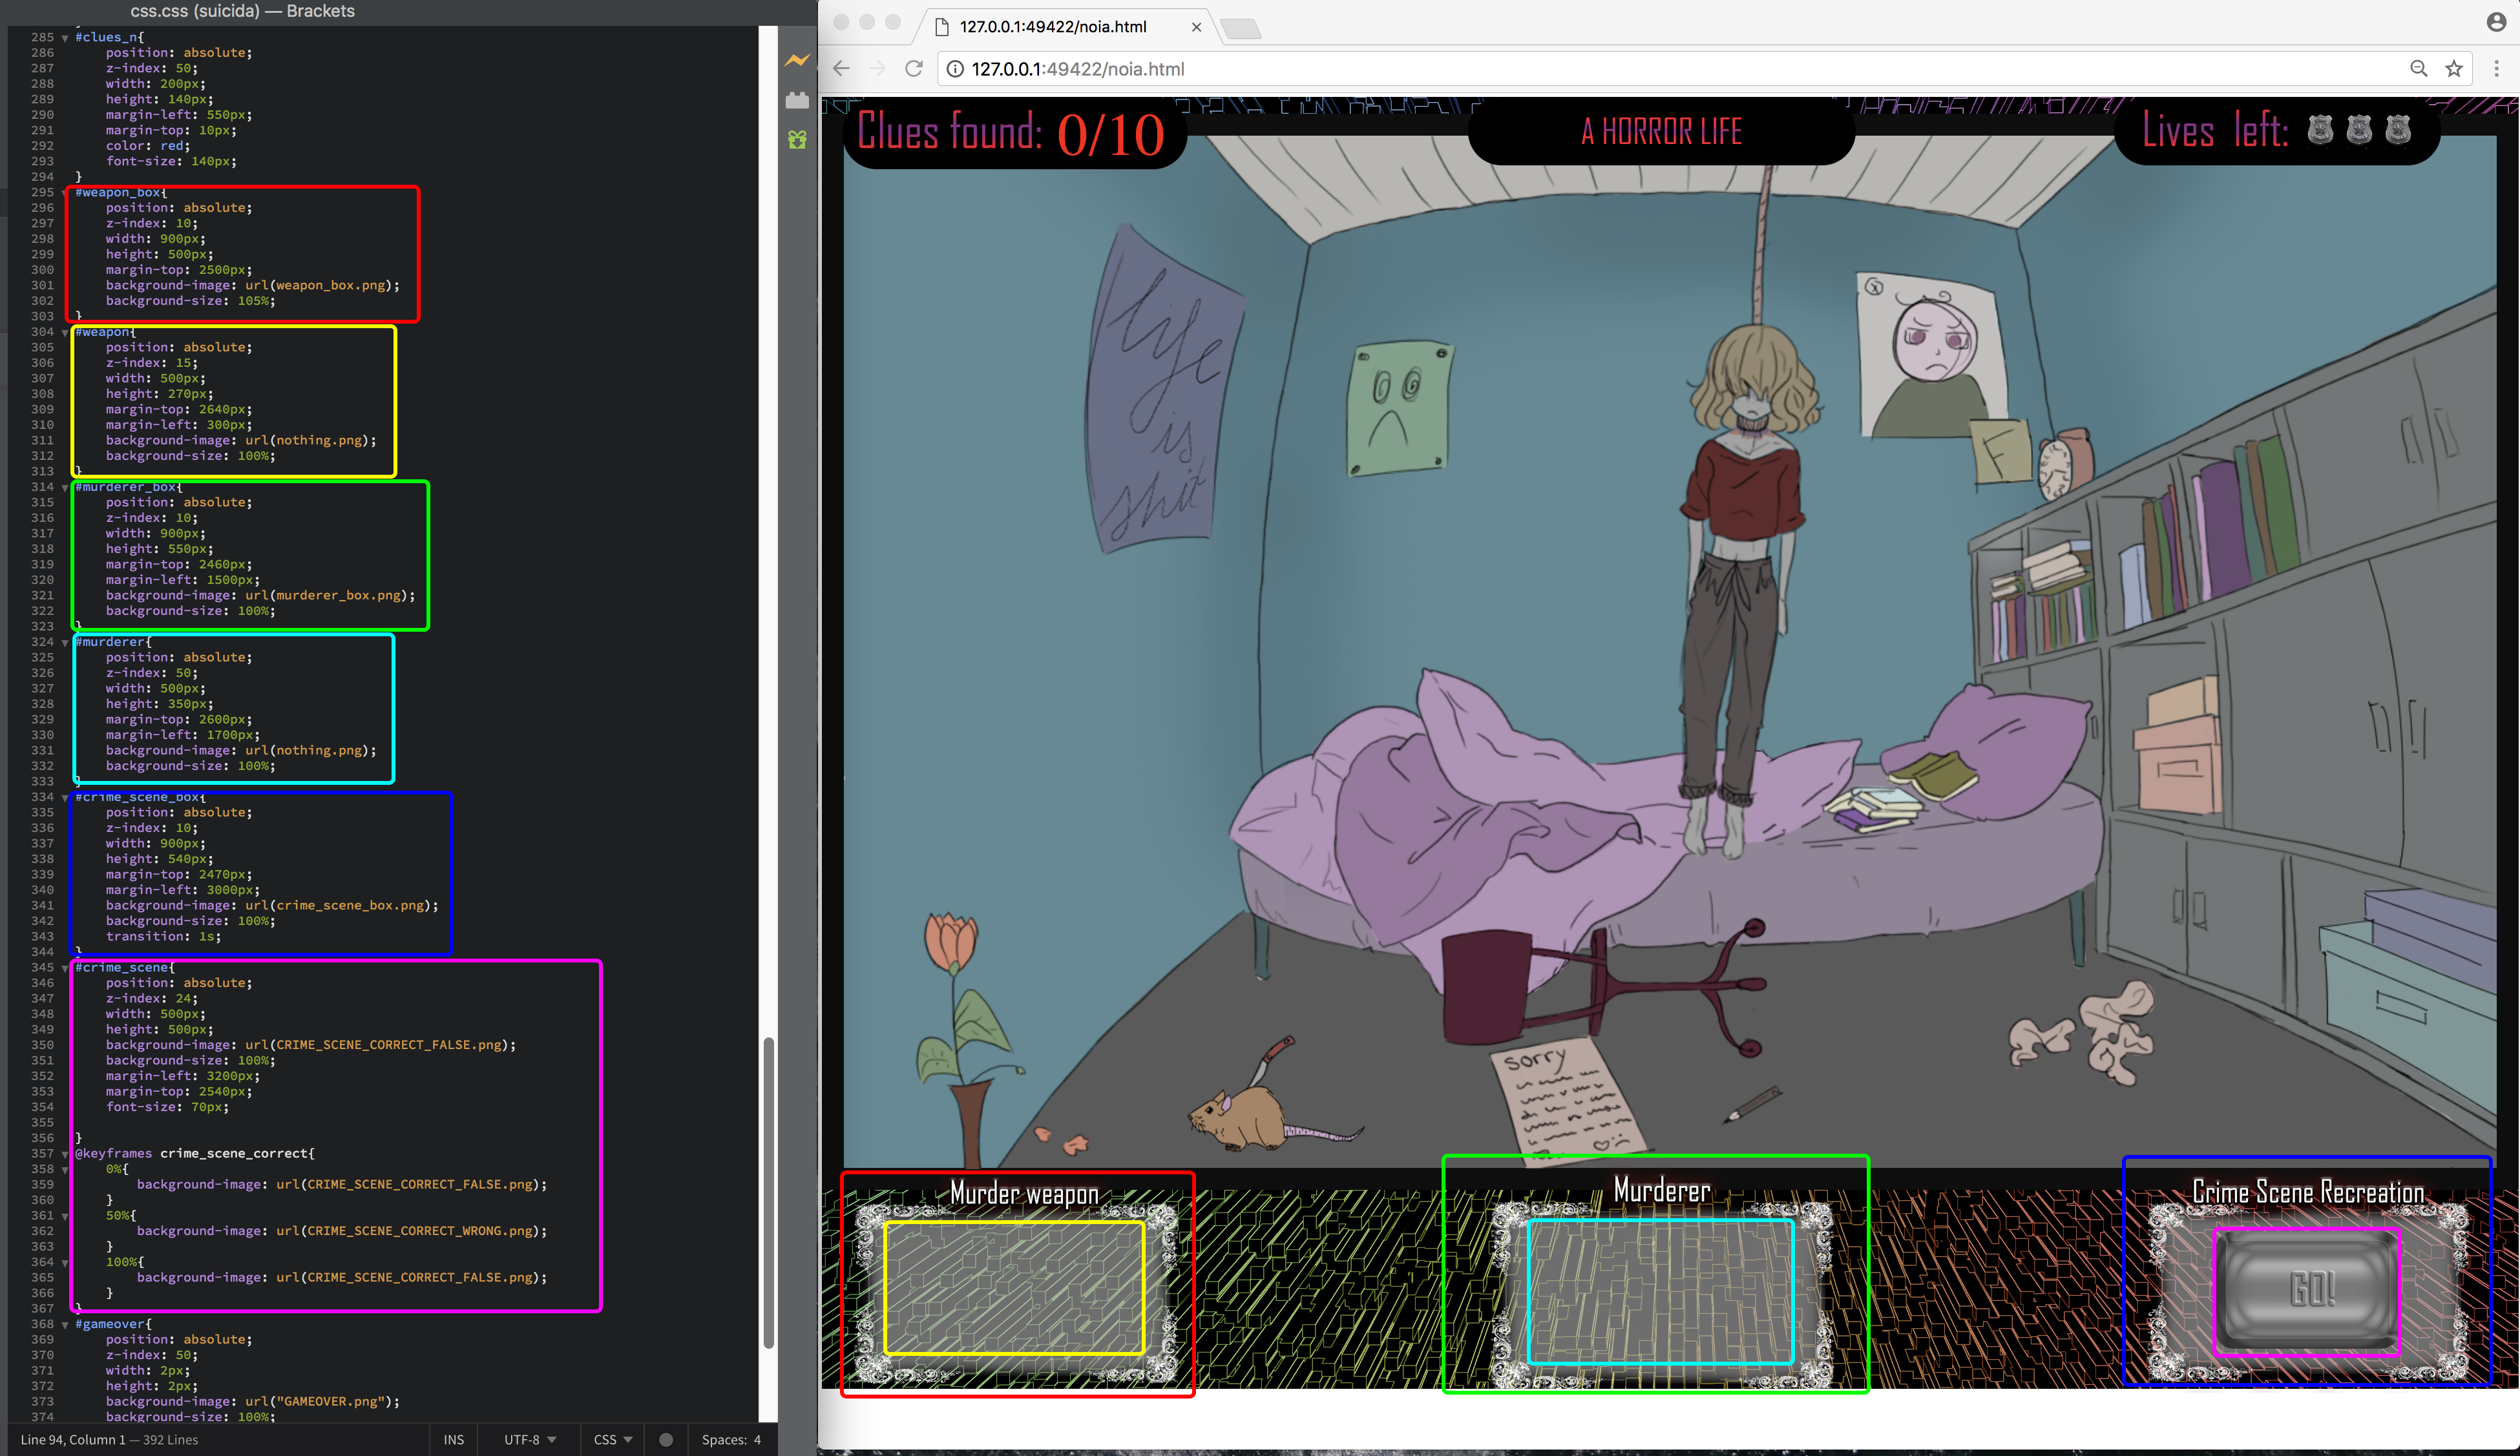 css.css (suicida) — Brackets
285 #clues_n{
286 position: absolute;
287 z-index: 50;
288 width: 200px;
289 height: 140px;
290 margin-left: 550px;
291 margin-top: 10px;
292 color: red;
293 font-size: 140px;
294 }
295 #weapon_box{
296 position: absolute;
297 z-index: 10;
298 width: 900px;
299 height: 500px;
300 margin-top: 2500px;
301 background-image: url(weapon_box.png);
302 background-size: 105%;
303 }
304 #weapon{
305 position: absolute;
306 z-index: 15;
307 width: 500px;
308 height: 270px;
309 margin-top: 2640px;
310 margin-left: 300px;
311 background-image: url(nothing.png);
312 background-size: 100%;
313 }
314 #murderer_box{
315 position: absolute;
316 z-index: 10;
317 width: 900px;
318 height: 550px;
319 margin-top: 2460px;
320 margin-left: 1500px;
321 background-image: url(murderer_box.png);
322 background-size: 100%;
323 }
324 #murderer{
325 position: absolute;
326 z-index: 50;
327 width: 500px;
328 height: 350px;
329 margin-top: 2600px;
330 margin-left: 1700px;
331 background-image: url(nothing.png);
332 background-size: 100%;
333 }
334 #crime_scene_box{
335 position: absolute;
336 z-index: 10;
337 width: 900px;
338 height: 540px;
339 margin-top: 2470px;
340 margin-left: 3000px;
341 background-image: url(crime_scene_box.png);
342 background-size: 100%;
343 transition: 1s;
344 }
345 #crime_scene{
346 position: absolute;
347 z-index: 24;
348 width: 500px;
349 height: 500px;
350 background-image: url(CRIME_SCENE_CORRECT_FALSE.png);
351 background-size: 100%;
352 margin-left: 3200px;
353 margin-top: 2540px;
354 font-size: 70px;
355
356 }
357 @keyframes crime_scene_correct{
358 0%{
359 background-image: url(CRIME_SCENE_CORRECT_FALSE.png);
360 }
361 50%{
362 background-image: url(CRIME_SCENE_CORRECT_WRONG.png);
363 }
364 100%{
365 background-image: url(CRIME_SCENE_CORRECT_FALSE.png);
366 }
367 }
368 #gameover{
369 position: absolute;
370 z-index: 50;
371 width: 2px;
372 height: 2px;
373 background-image: url("GAMEOVER.png");
374 background-size: 100%;
Line 94, Column 1 — 392 Lines
INS UTF-8 CSS Spaces: 4
127.0.0.1:49422/noia.html
127.0.0.1:49422/noia.html
Clues found: 0/10
A HORROR LIFE
Lives left:
life
is
shit
F
sorry
Murder weapon
Murderer
Crime Scene Recreation
GO!